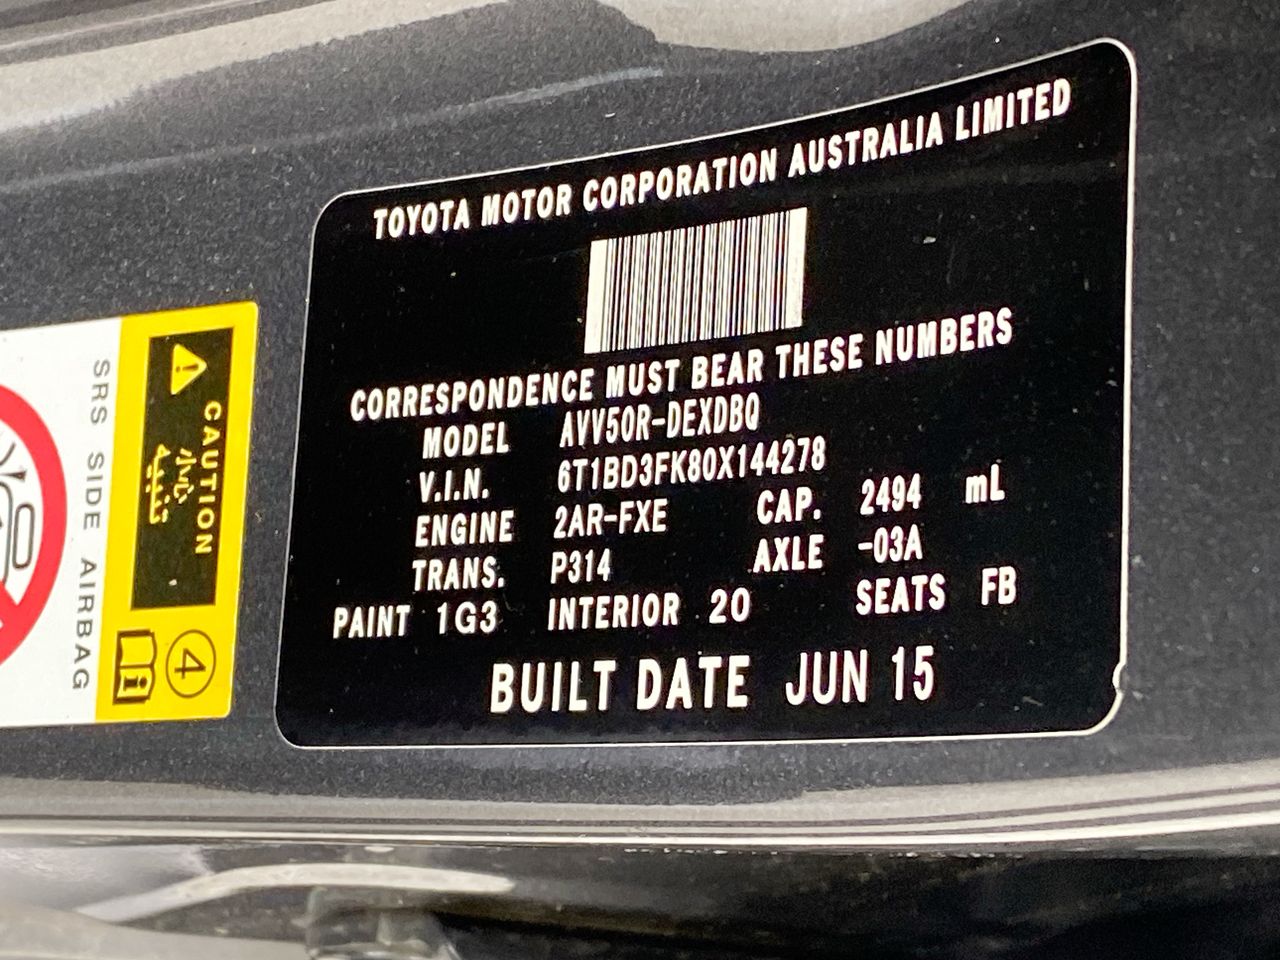 TOYOTA MOTOR CORPORATION AUSTRALIA LIMITED
CORRESPONDENCE MUST BEAR THESE NUMBERS
MODEL AVV50R-DEXDBQ
V.I.N. 6T1BD3FK80X144278
ENGINE 2AR-FXE CAP. 2494 mL
TRANS. P314 AXLE -03A
PAINT 1G3 INTERIOR 20 SEATS FB
BUILT DATE JUN 15
CAUTION
SRS SIDE AIRBAG
4
i